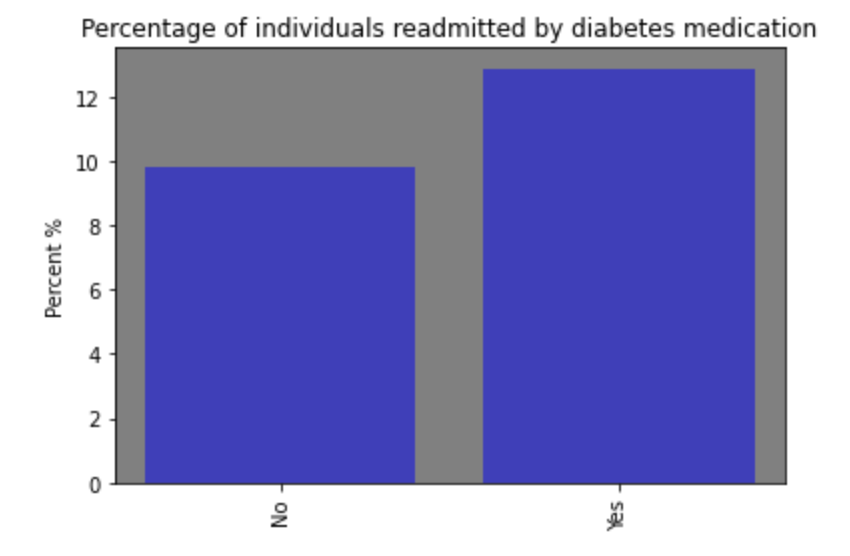 Percentage of individuals readmitted by diabetes medication
12
10
8
6
4
2
0
Percent %
No
Yes